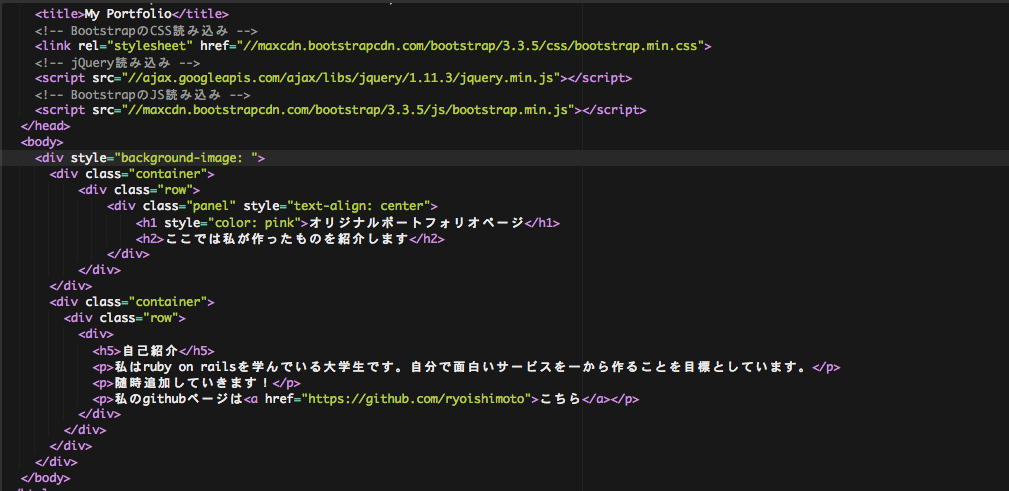 <title>My Portfolio</title>
<!-- BootstrapのCSS読み込み -->
<link rel="stylesheet" href="//maxcdn.bootstrapcdn.com/bootstrap/3.3.5/css/bootstrap.min.css">
<!-- jQuery読み込み -->
<script src="//ajax.googleapis.com/ajax/libs/jquery/1.11.3/jquery.min.js"></script>
<!-- BootstrapのJS読み込み -->
<script src="//maxcdn.bootstrapcdn.com/bootstrap/3.3.5/js/bootstrap.min.js"></script>
</head>
<body>
<div style="background-image: ">
<div class="container">
<div class="row">
<div class="panel" style="text-align: center">
<h1 style="color: pink">オリジナルポートフォリオページ</h1>
<h2>ここでは私が作ったものを紹介します</h2>
</div>
</div>
</div>
<div class="container">
<div class="row">
<div>
<h5>自己紹介</h5>
<p>私はruby on railsを学んでいる大学生です。自分で面白いサービスを一から作ることを目標としています。</p>
<p>随時追加していきます！</p>
<p>私のgithubページは<a href="https://github.com/ryoishimoto">こちら</a></p>
</div>
</div>
</div>
</div>
</body>